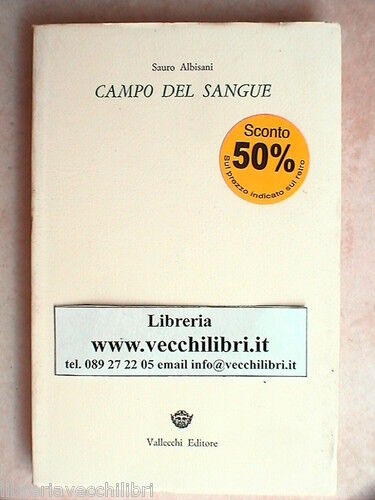 Sauro Albisani
CAMPO DEL SANGUE
Sconto
50%
Sul prezzo indicato sul retro
Libreria
www.vecchilibri.it
tel. 089 27 22 05 email info@vecchilibri.it
Vallecchi Editore
libreriavecchilibri